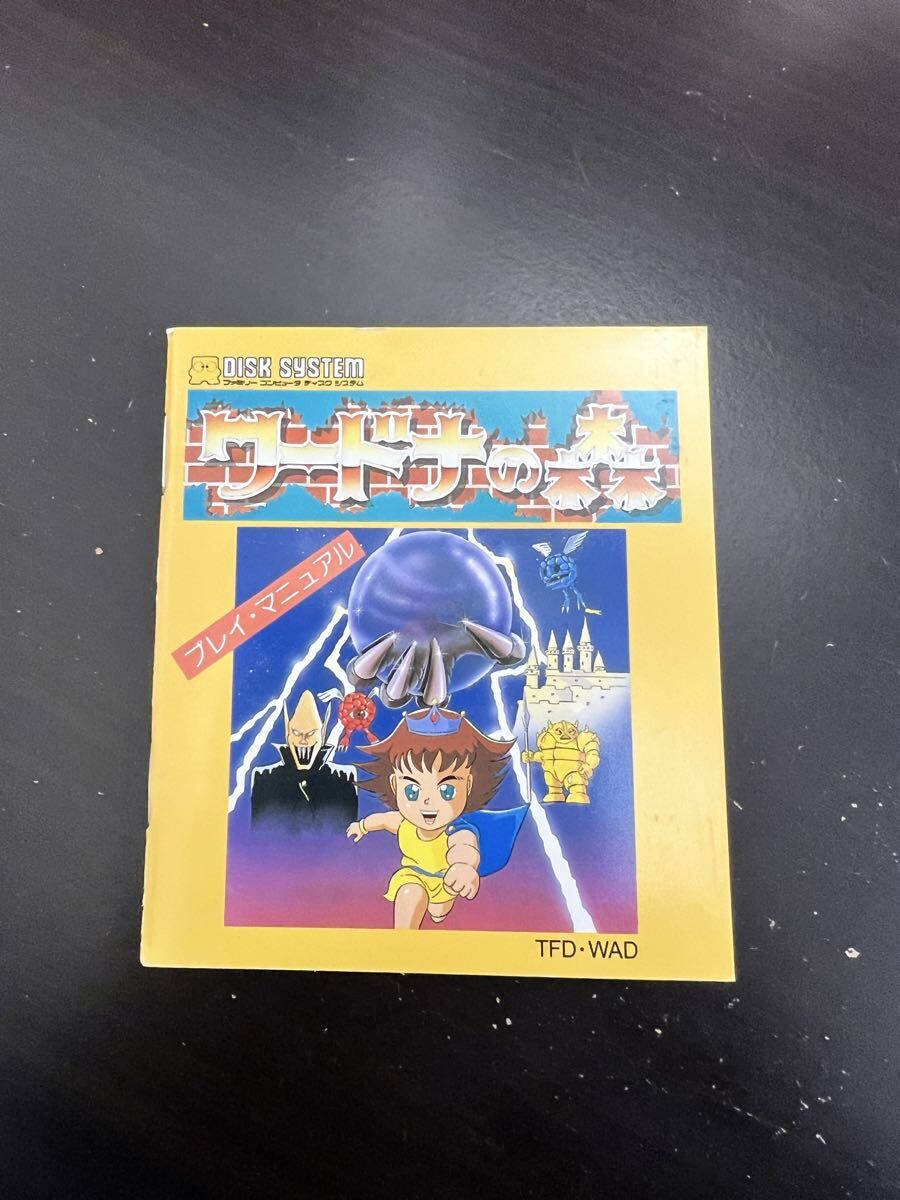 DISK SYSTEM
ファミリー コンピュータ ディスク システム
ワードナの森
プレイ・マニュアル
TFD・WAD